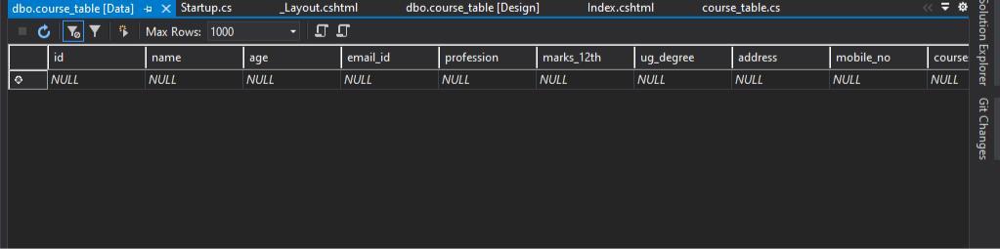 dbo.course_table [Data] Startup.cs _Layout.cshtml dbo.course_table [Design] Index.cshtml course_table.cs
Max Rows: 1000
id name age email_id profession marks_12th ug_degree address mobile_no course
NULL NULL NULL NULL NULL NULL NULL NULL NULL NULL
Solution Explorer
Git Changes